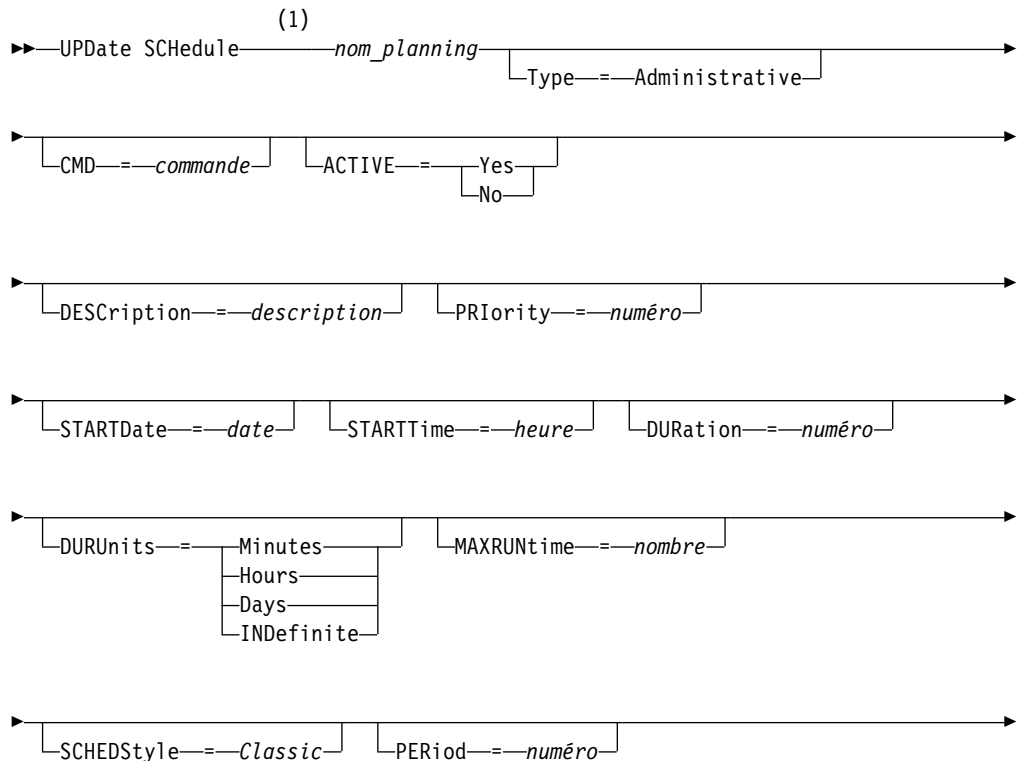 (1)
UPDate SCHedule nom_planning
Type = Administrative
CMD = commande ACTIVE = Yes
No
DESCription = description PRIority = numéro
STARTDate = date STARTTime = heure DURation = numéro
DURUnits = Minutes MAXRUNtime = nombre
Hours
Days
INDefinite
SCHEDStyle = Classic PERiod = numéro